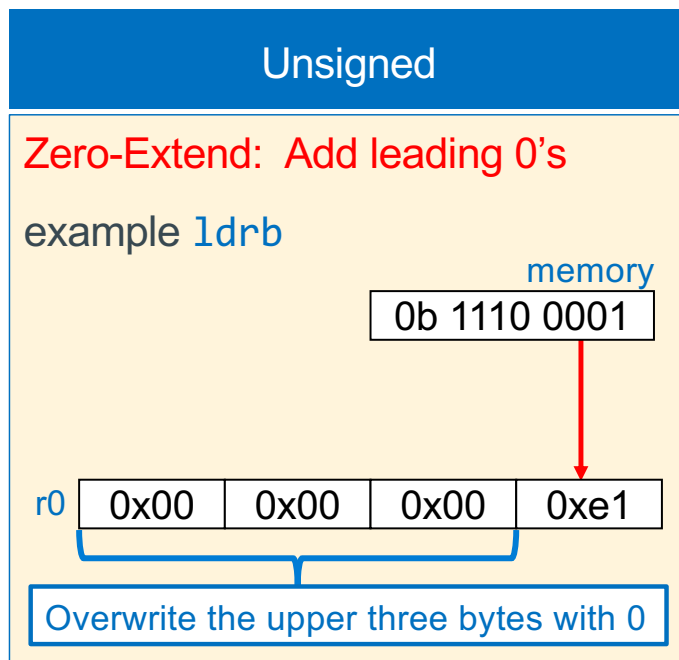 Unsigned
Zero-Extend: Add leading 0's
example ldrb
memory
0b 1110 0001
r0 0x00 0x00 0x00 0xe1
Overwrite the upper three bytes with 0